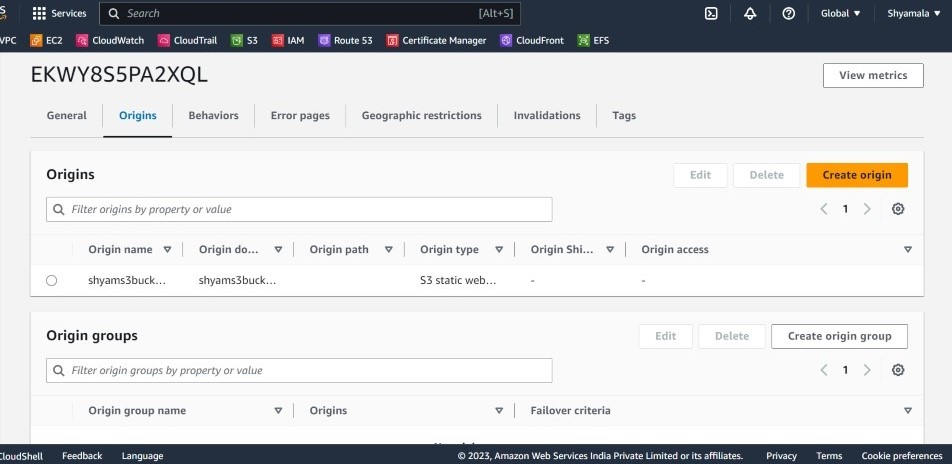 Services Search [Alt+S] Global Shyamala
VPC EC2 CloudWatch CloudTrail S3 IAM Route 53 Certificate Manager CloudFront EFS
EKWY8S5PA2XQL View metrics
General Origins Behaviors Error pages Geographic restrictions Invalidations Tags
Origins Edit Delete Create origin
Filter origins by property or value 1
Origin name Origin do... Origin path Origin type Origin Shi... Origin access
shyams3buck... shyams3buck... S3 static web... - -
Origin groups Edit Delete Create origin group
Filter origin groups by property or value 1
Origin group name Origins Failover criteria
CloudShell Feedback Language © 2023, Amazon Web Services India Private Limited or its affiliates. Privacy Terms Cookie preferences